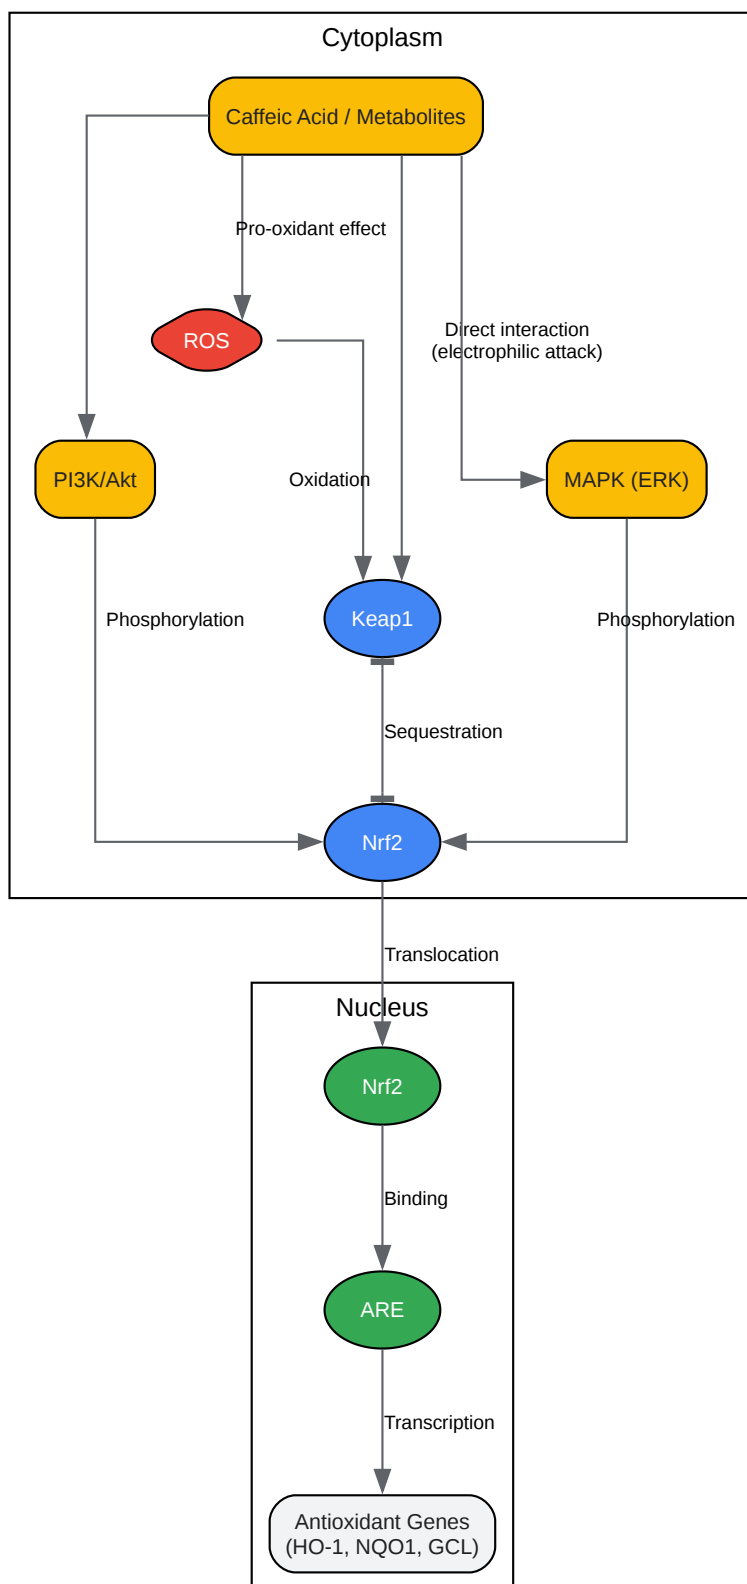 Cytoplasm
Caffeic Acid / Metabolites
Pro-oxidant effect
ROS
Direct interaction
(electrophilic attack)
PI3K/Akt
Oxidation
MAPK (ERK)
Phosphorylation
Keap1
Phosphorylation
Sequestration
Nrf2
Translocation
Nucleus
Nrf2
Binding
ARE
Transcription
Antioxidant Genes
(HO-1, NQO1, GCL)